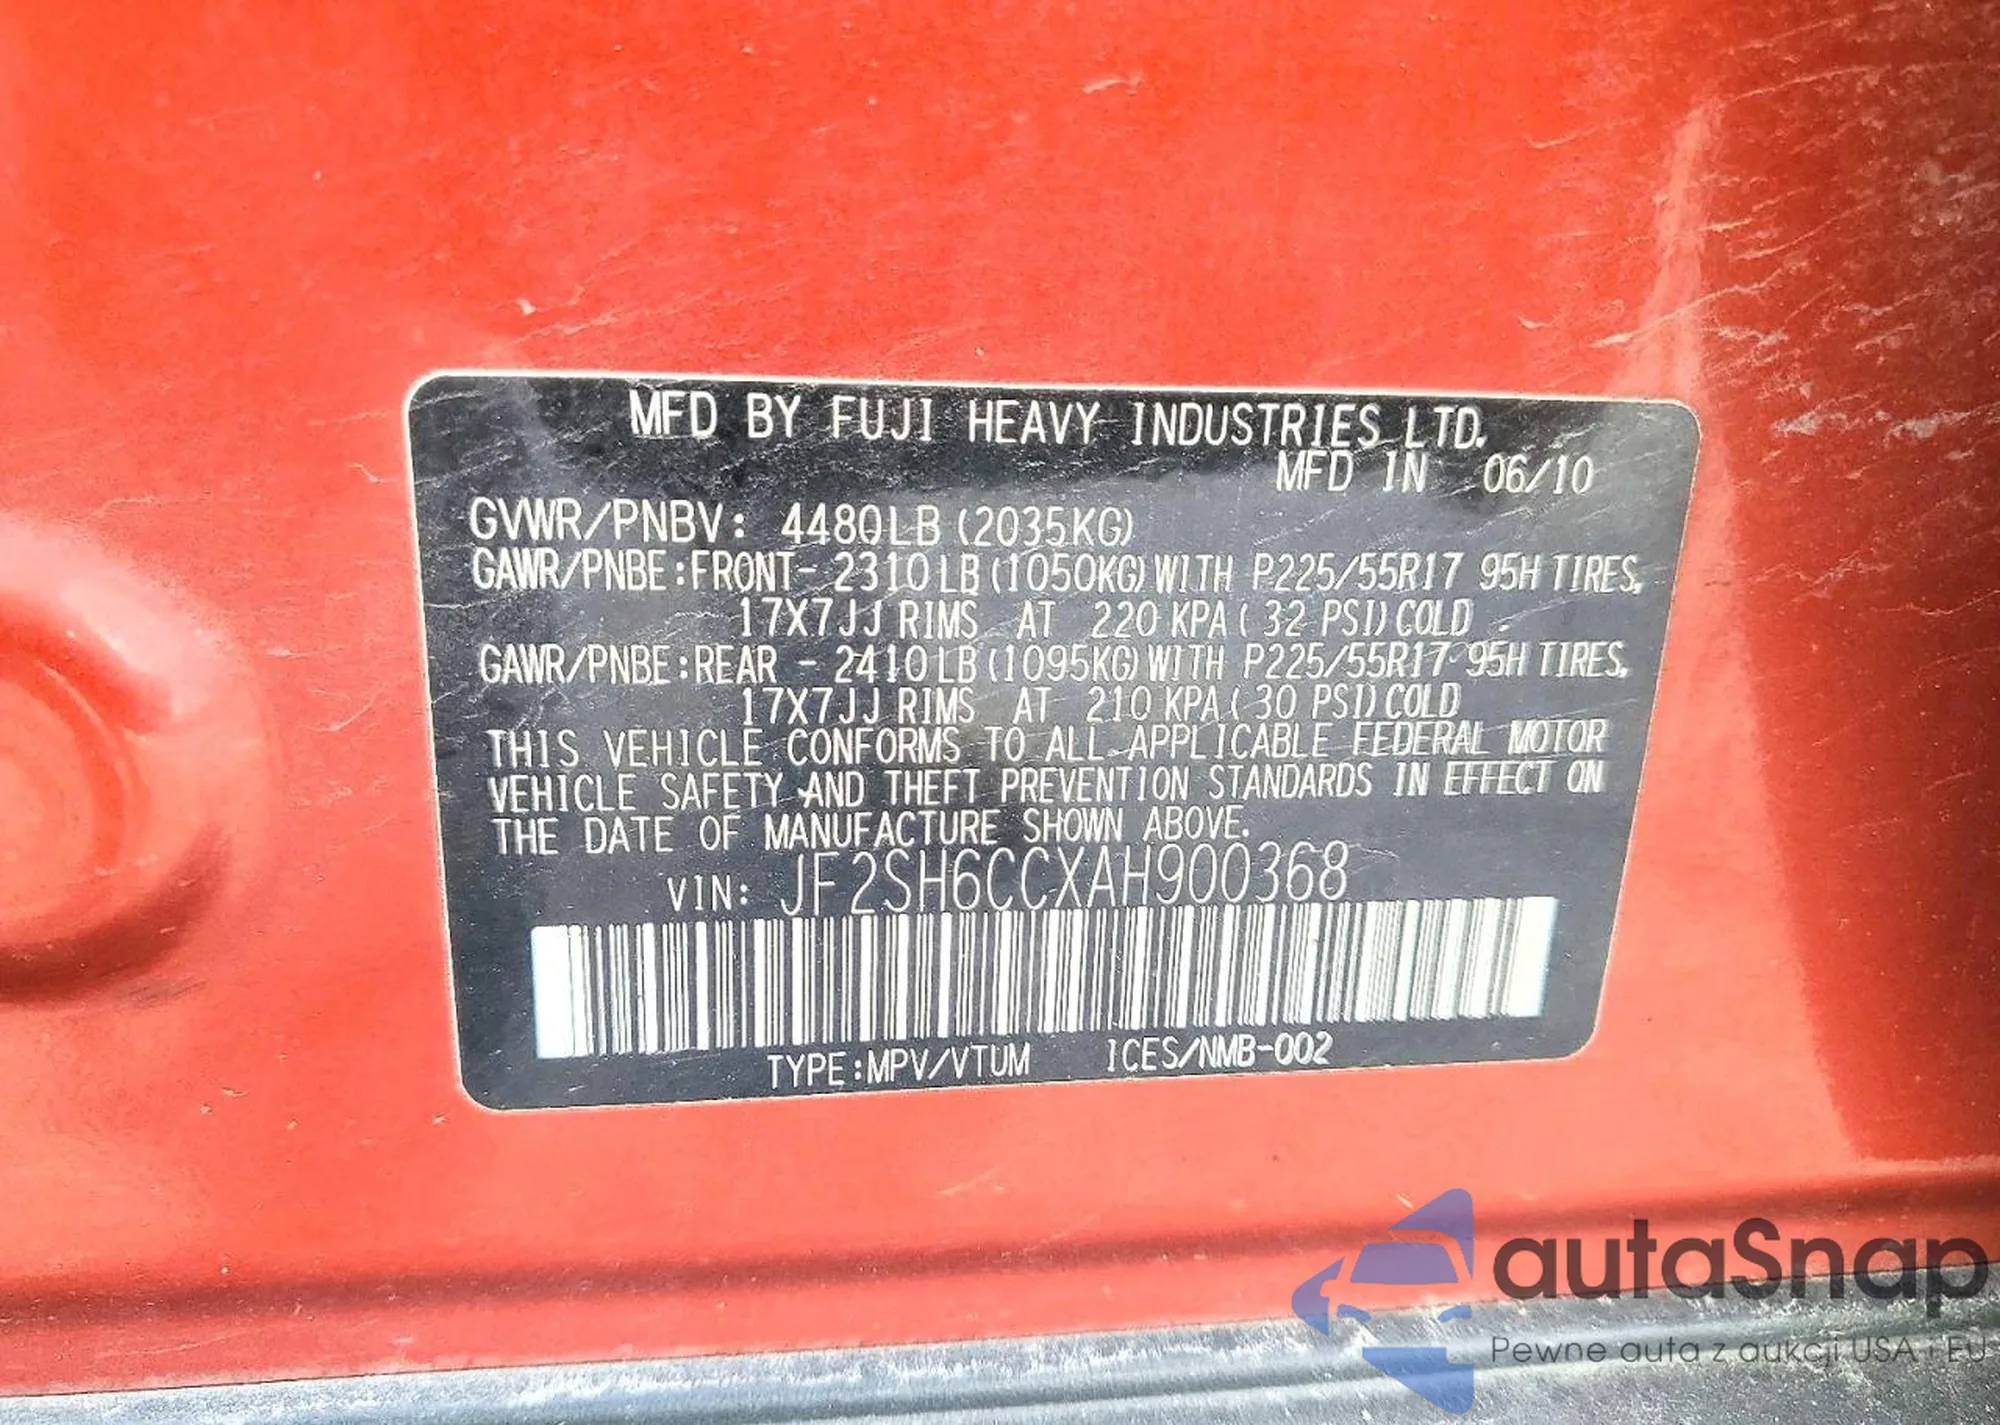 MFD BY FUJI HEAVY INDUSTRIES LTD.
MFD IN 06/10
GVWR/PNBV: 4480LB (2035KG)
GAWR/PNBE:FRONT- 2310LB (1050KG) WITH P225/55R17 95H TIRES,
17X7JJ RIMS AT 220 KPA ( 32 PSI) COLD .
GAWR/PNBE:REAR - 2410LB (1095KG) WITH P225/55R17 95H TIRES,
17X7JJ RIMS AT 210 KPA ( 30 PSI) COLD
THIS VEHICLE CONFORMS TO ALL APPLICABLE FEDERAL MOTOR
VEHICLE SAFETY AND THEFT PREVENTION STANDARDS IN EFFECT ON
THE DATE OF MANUFACTURE SHOWN ABOVE.
VIN: JF2SH6CCXAH900368
TYPE:MPV/VTUM ICES/NMB-002
autaSnap
Pewne auta z aukcji USA i EU